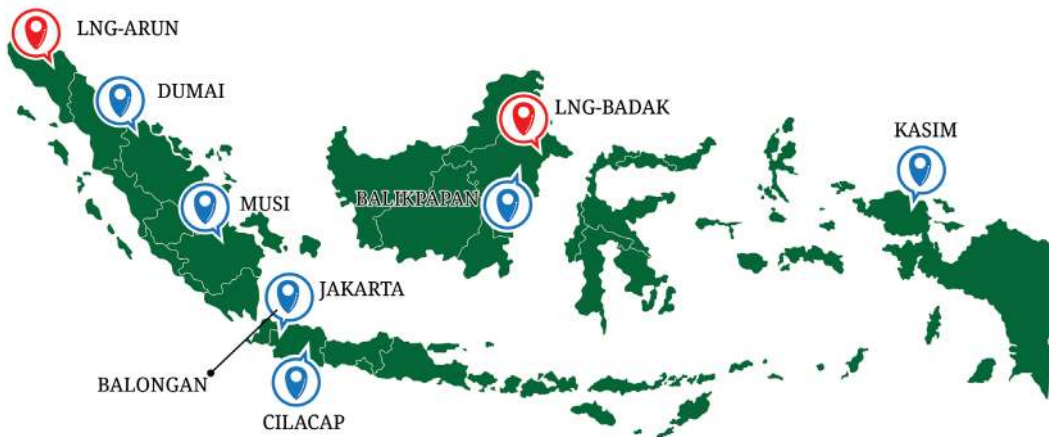 LNG-ARUN
DUMAI
LNG-BADAK
KASIM
MUSI
BALIKPAPAN
JAKARTA
BALONGAN
CILACAP